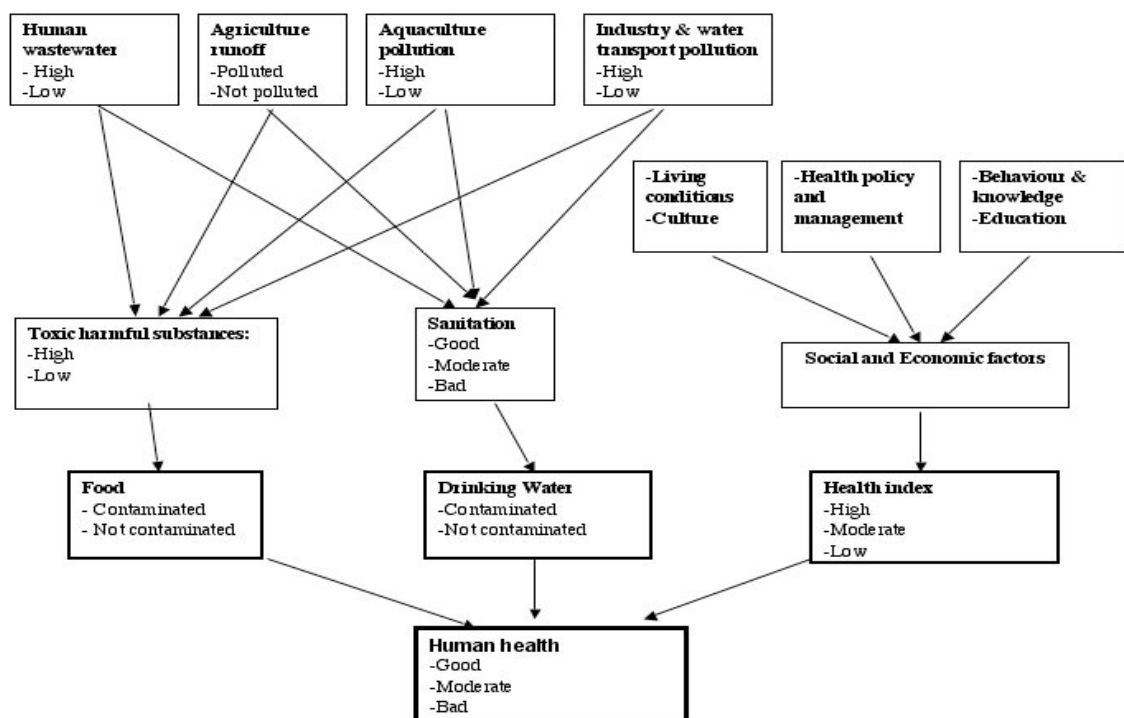 Human
wastewater
- High
-Low
Agriculture
runoff
-Polluted
-Not polluted
Aquaculture
pollution
-High
-Low
Industry & water
transport pollution
-High
-Low
-Living
conditions
-Culture
-Health policy
and
management
-Behaviour &
knowledge
-Education
Toxic harmful substances:
-High
-Low
Sanitation
-Good
-Moderate
-Bad
Social and Economic factors
Food
- Contaminated
- Not contaminated
Drinking Water
-Contaminated
-Not contaminated
Health index
-High
-Moderate
-Low
Human health
-Good
-Moderate
-Bad